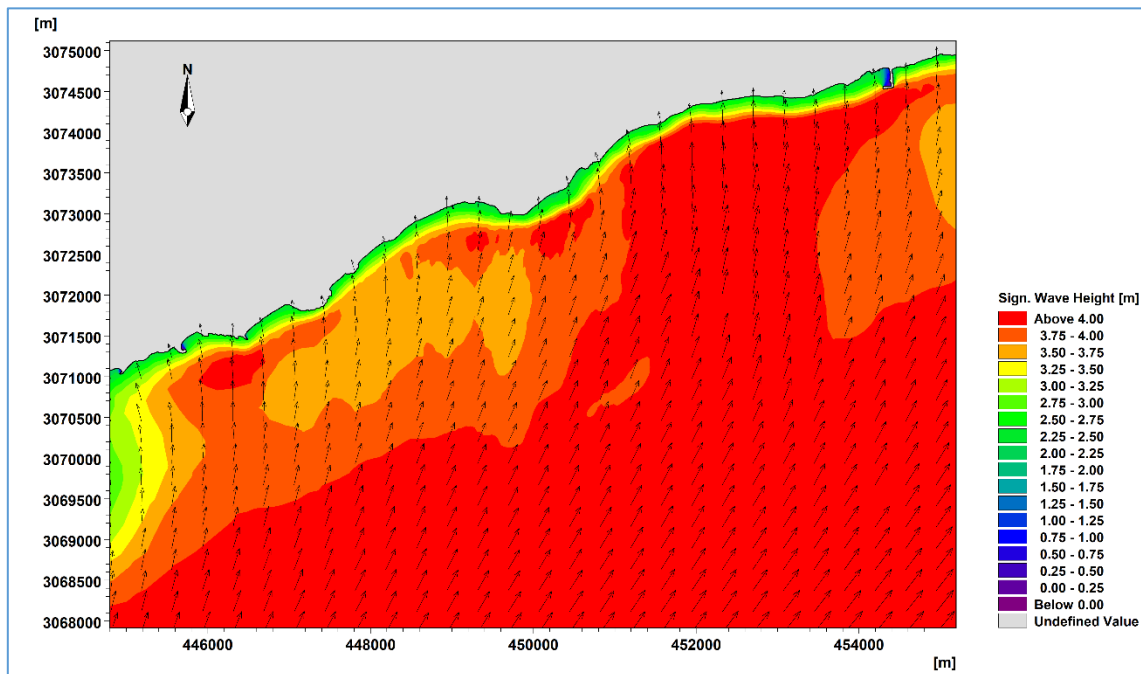 [m]
3075000
3074500
3074000
3073500
3073000
3072500
3072000
3071500
3071000
3070500
3070000
3069500
3069000
3068500
3068000
N
446000 448000 450000 452000 454000
[m]
Sign. Wave Height [m]
Above 4.00
3.75 - 4.00
3.50 - 3.75
3.25 - 3.50
3.00 - 3.25
2.75 - 3.00
2.50 - 2.75
2.25 - 2.50
2.00 - 2.25
1.75 - 2.00
1.50 - 1.75
1.25 - 1.50
1.00 - 1.25
0.75 - 1.00
0.50 - 0.75
0.25 - 0.50
0.00 - 0.25
Below 0.00
Undefined Value